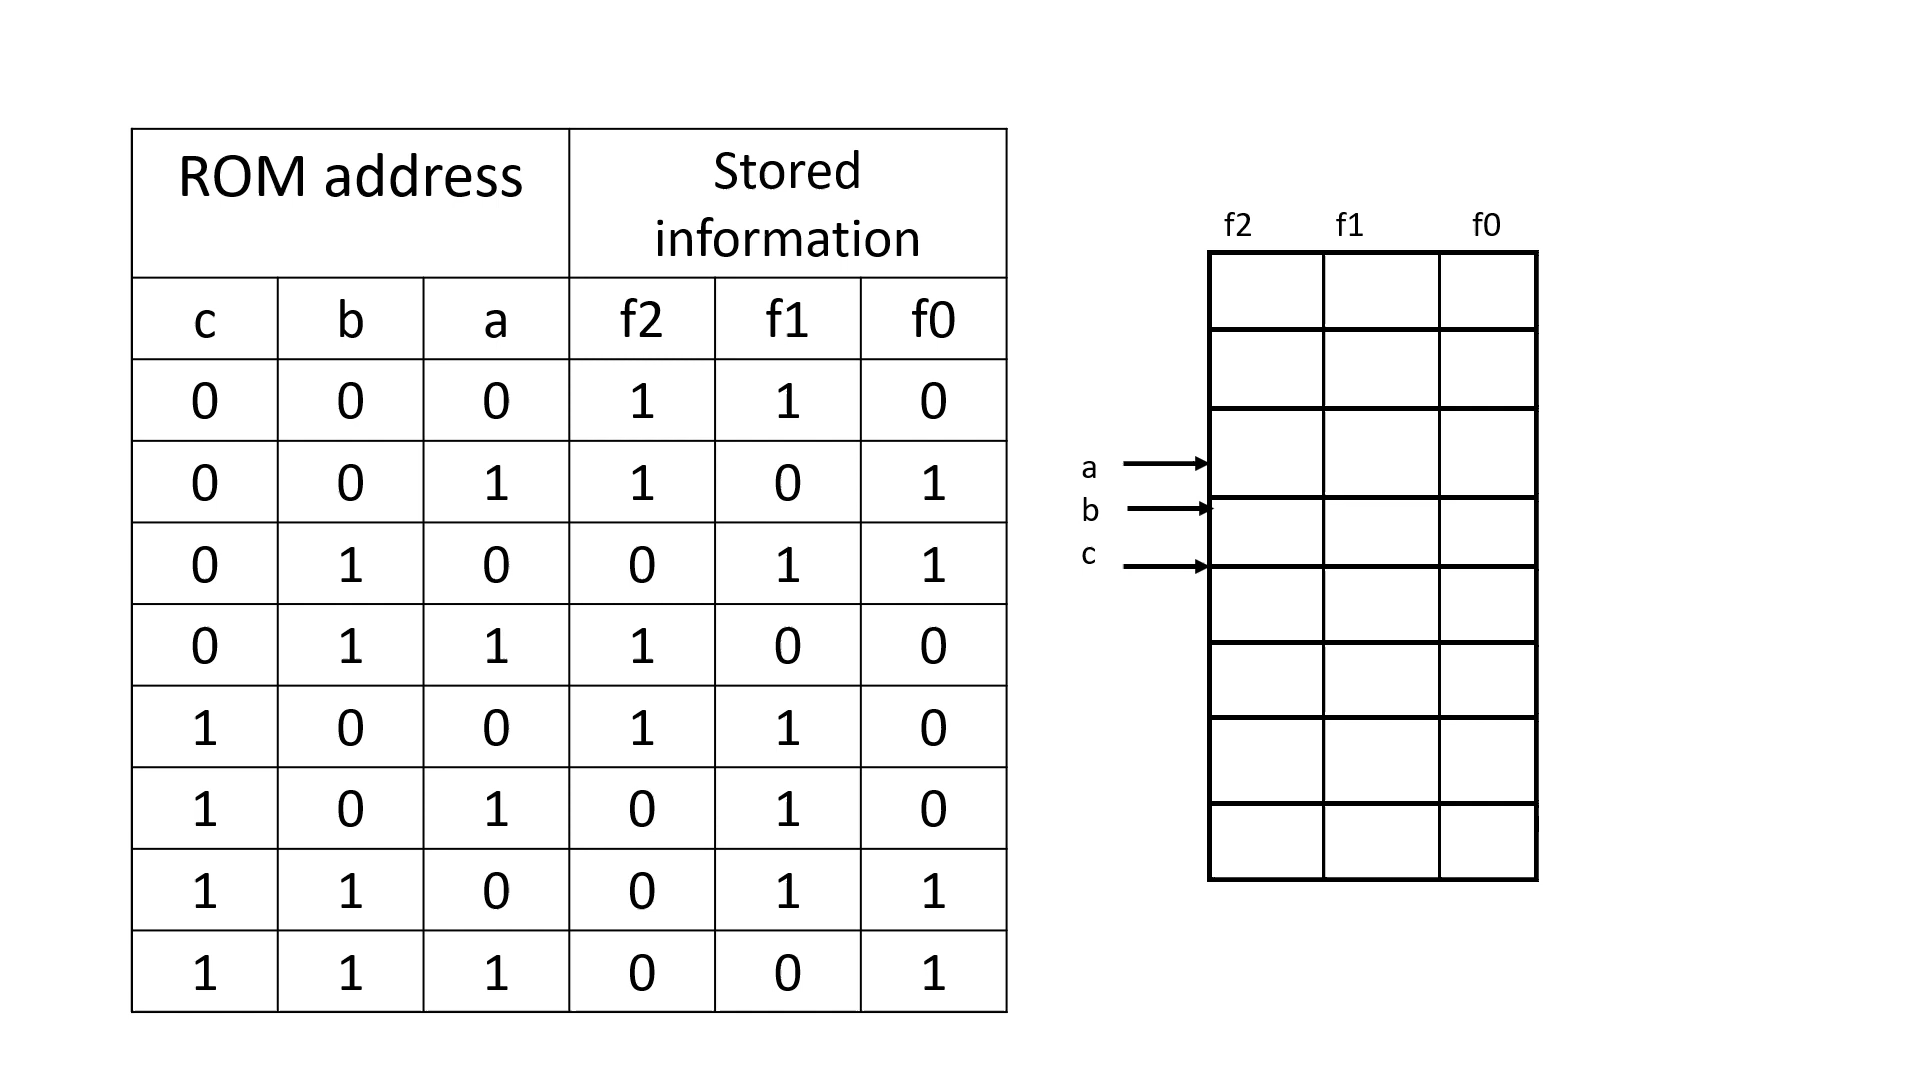 ROM address Stored
information
c b a f2 f1 f0
0 0 0 1 1 0
0 0 1 1 0 1
0 1 0 0 1 1
0 1 1 1 0 0
1 0 0 1 1 0
1 0 1 0 1 0
1 1 0 0 1 1
1 1 1 0 0 1
f2 f1 f0
a
b
c